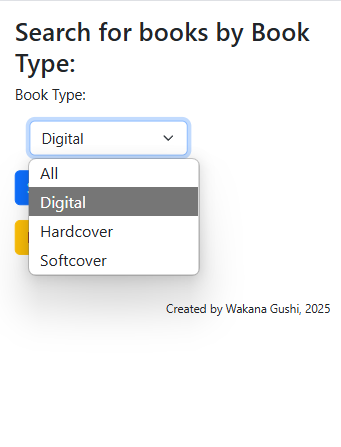 Search for books by Book
Type:
Book Type:
Digital
All
Digital
Hardcover
Softcover
Created by Wakana Gushi, 2025